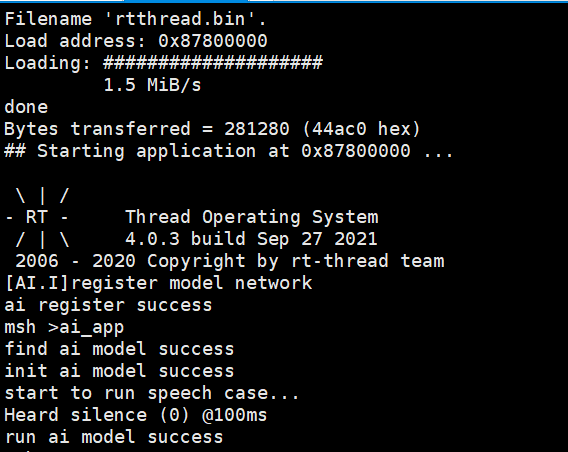 Filename 'rtthread.bin'.
Load address: 0x87800000
Loading: ####################
         1.5 MiB/s
done
Bytes transferred = 281280 (44ac0 hex)
## Starting application at 0x87800000 ...

 \ | /
- RT -     Thread Operating System
 / | \     4.0.3 build Sep 27 2021
 2006 - 2020 Copyright by rt-thread team
[AI.I]register model network
ai register success
msh >ai_app
find ai model success
init ai model success
start to run speech case...
Heard silence (0) @100ms
run ai model success